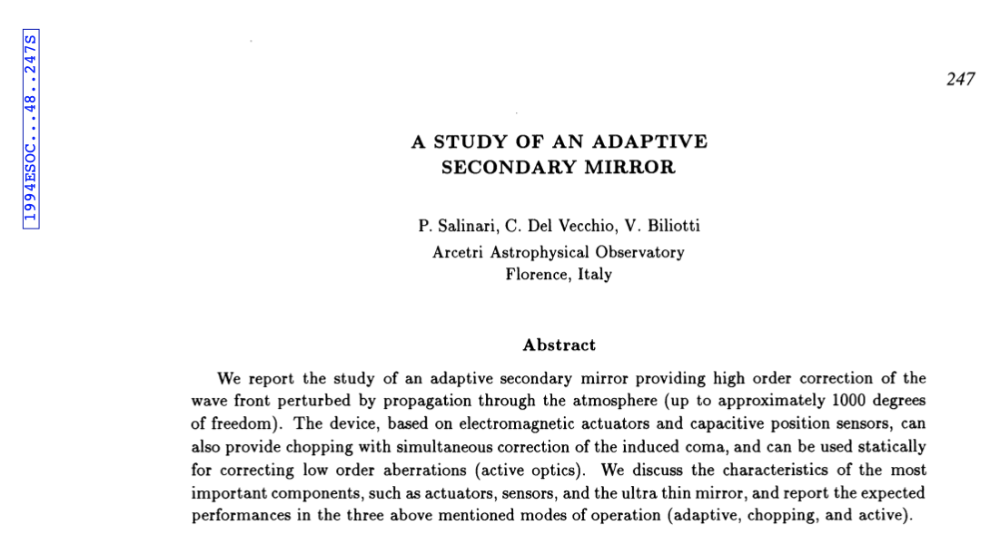 1994ESOC...48..247S
247
A STUDY OF AN ADAPTIVE
SECONDARY MIRROR
P. Salinari, C. Del Vecchio, V. Biliotti
Arcetri Astrophysical Observatory
Florence, Italy
Abstract
We report the study of an adaptive secondary mirror providing high order correction of the
wave front perturbed by propagation through the atmosphere (up to approximately 1000 degrees
of freedom). The device, based on electromagnetic actuators and capacitive position sensors, can
also provide chopping with simultaneous correction of the induced coma, and can be used statically
for correcting low order aberrations (active optics). We discuss the characteristics of the most
important components, such as actuators, sensors, and the ultra thin mirror, and report the expected
performances in the three above mentioned modes of operation (adaptive, chopping, and active).